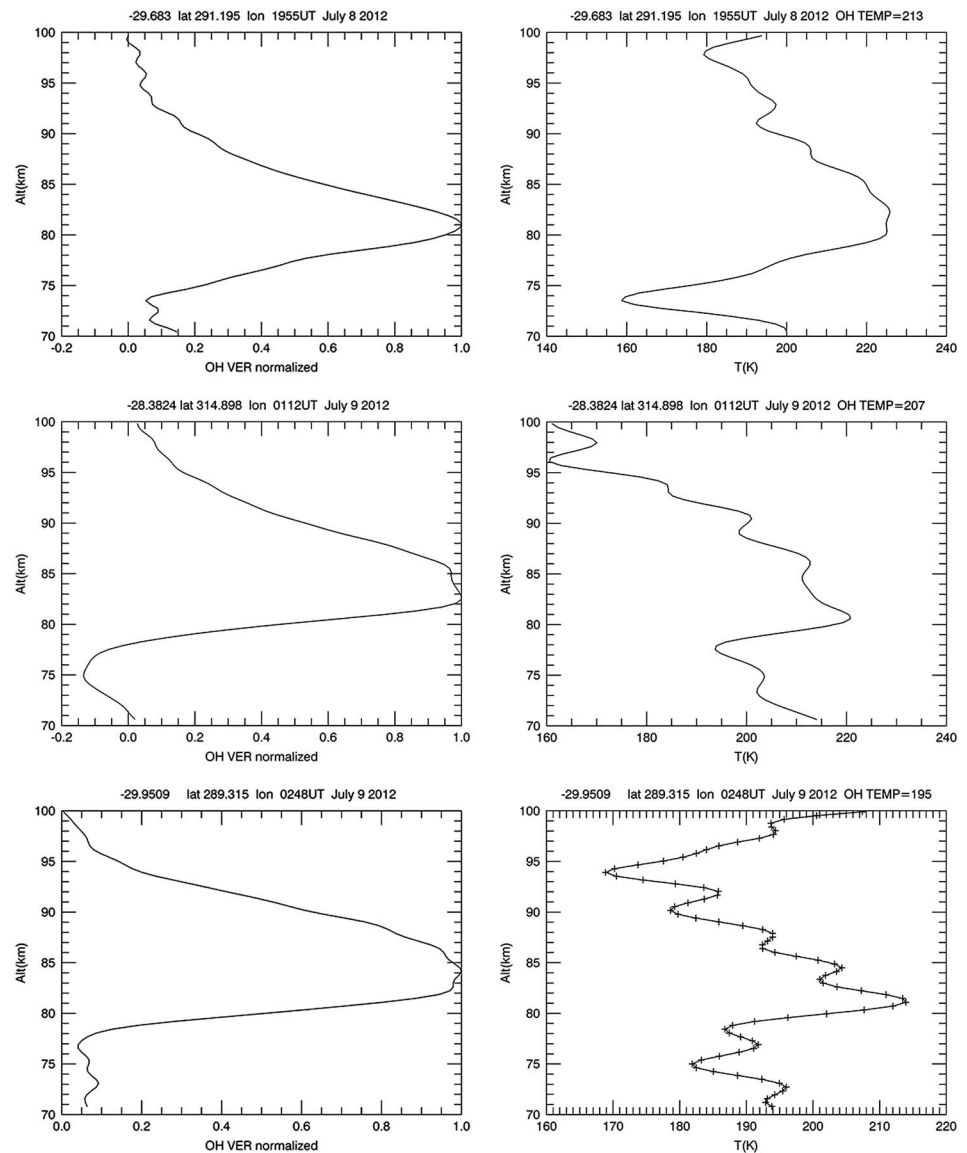 -29.683 lat 291.195 lon 1955UT July 8 2012
100
95
90
85
80
75
70
Alt(km)
-0.2 0.0 0.2 0.4 0.6 0.8 1.0
OH VER normalized
-29.683 lat 291.195 lon 1955UT July 8 2012 OH TEMP=213
100
95
90
85
80
75
70
Alt(km)
140 160 180 200 220 240
T(K)
-28.3824 lat 314.898 lon 0112UT July 9 2012
100
95
90
85
80
75
70
Alt(km)
-0.2 0.0 0.2 0.4 0.6 0.8 1.0
OH VER normalized
-28.3824 lat 314.898 lon 0112UT July 9 2012 OH TEMP=207
100
95
90
85
80
75
70
Alt(km)
160 180 200 220 240
T(K)
-29.9509 lat 289.315 lon 0248UT July 9 2012
100
95
90
85
80
75
70
Alt(km)
0.0 0.2 0.4 0.6 0.8 1.0
OH VER normalized
-29.9509 lat 289.315 lon 0248UT July 9 2012 OH TEMP=195
100
95
90
85
80
75
70
Alt(km)
160 170 180 190 200 210 220
T(K)